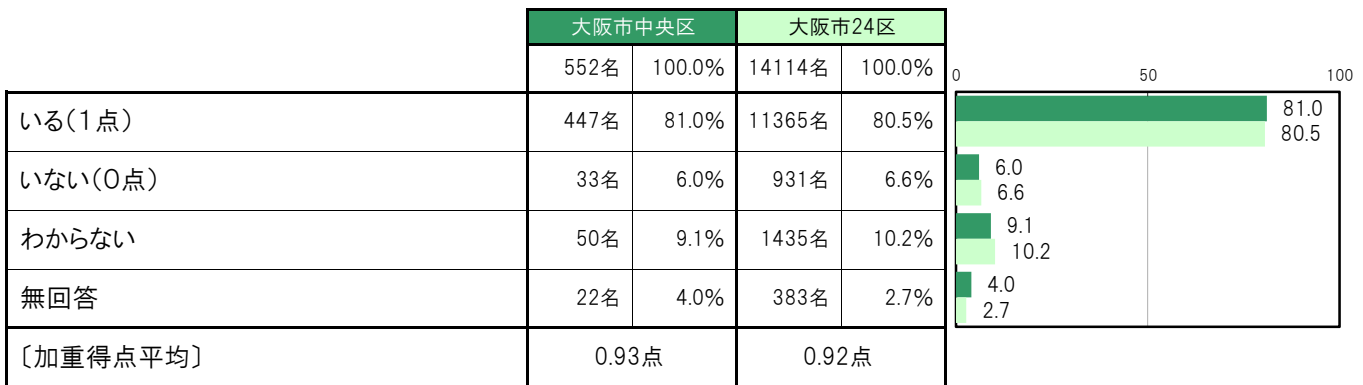 大阪市中央区 大阪市24区
552名 100.0% 14114名 100.0% 0 50 100
いる(1点) 447名 81.0% 11365名 80.5% 81.0
80.5
いない(0点) 33名 6.0% 931名 6.6% 6.0
6.6
わからない 50名 9.1% 1435名 10.2% 9.1
10.2
無回答 22名 4.0% 383名 2.7% 4.0
2.7
〔加重得点平均〕 0.93点 0.92点